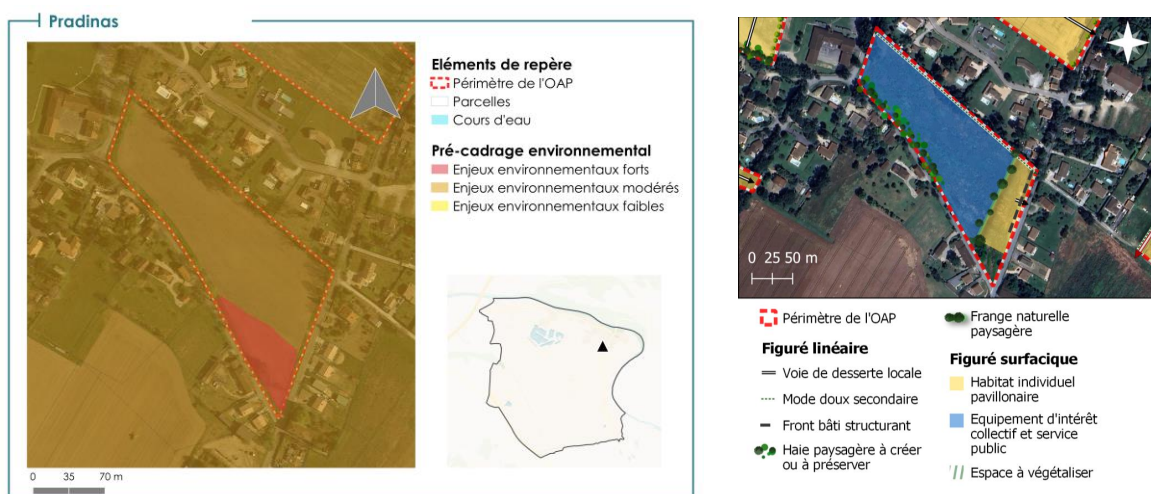 Pradinas
Eléments de repère
Périmètre de l'OAP
Parcelles
Cours d'eau
Pré-cadrage environnemental
Enjeux environnementaux forts
Enjeux environnementaux modérés
Enjeux environnementaux faibles
0 35 70 m
0 25 50 m
Périmètre de l'OAP
Figuré linéaire
Voie de desserte locale
Mode doux secondaire
Front bâti structurant
Haie paysagère à créer
ou à préserver
Frange naturelle
paysagère
Figuré surfacique
Habitat individuel
pavillonaire
Equipement d'intérêt
collectif et service
public
Espace à végétaliser